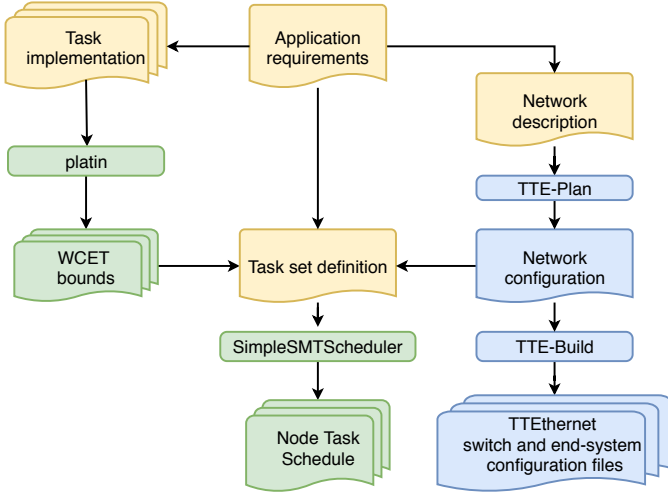 Task
implementation
Application
requirements
Network
description
platin
TTE-Plan
WCET
bounds
Task set definition
Network
configuration
SimpleSMTScheduler
TTE-Build
Node Task
Schedule
TTEthernet
switch and end-system
configuration files